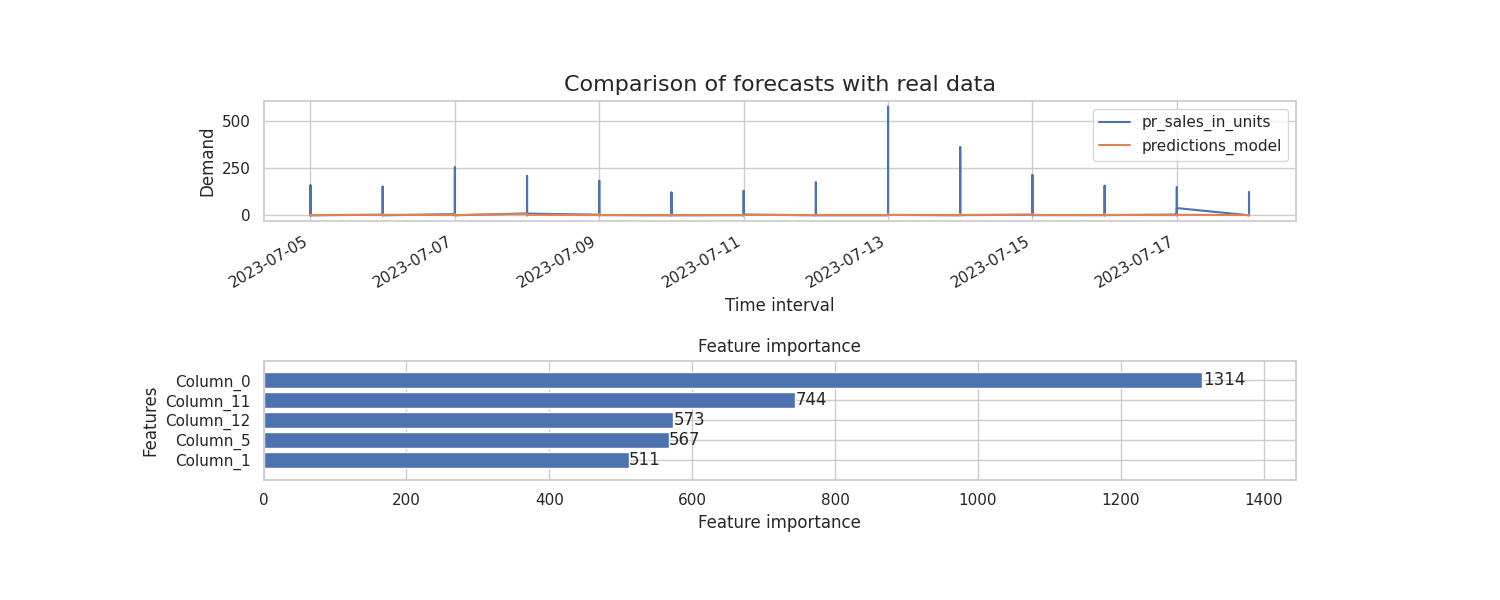 Comparison of forecasts with real data
500
250
0
Demand
pr_sales_in_units
predictions_model
2023-07-05
2023-07-07
2023-07-09
2023-07-11
2023-07-13
2023-07-15
2023-07-17
Time interval
Feature importance
Features
Column_0
1314
Column_11
744
Column_12
573
Column_5
567
Column_1
511
0
200
400
600
800
1000
1200
1400
Feature importance